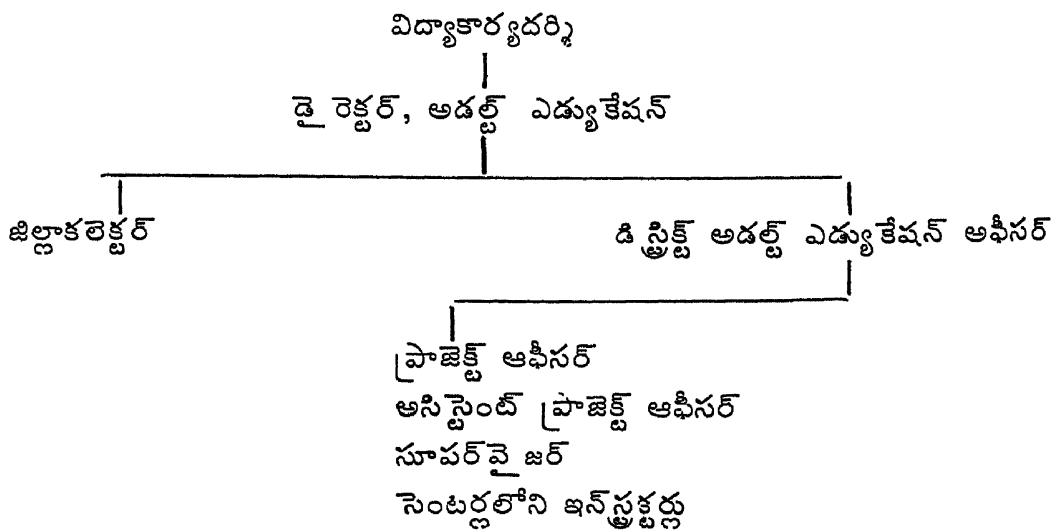 విద్యాకార్యదర్శి
డైరెక్టర్, అడల్ట్ ఎడ్యుకేషన్
జిల్లాకలెక్టర్ డిస్ట్రిక్ట్ అడల్ట్ ఎడ్యుకేషన్ ఆఫీసర్
ప్రాజెక్ట్ ఆఫీసర్
అసిస్టెంట్ ప్రాజెక్ట్ ఆఫీసర్
సూపర్‌వైజర్
సెంటర్లలోని ఇన్‌స్ట్రక్టర్లు